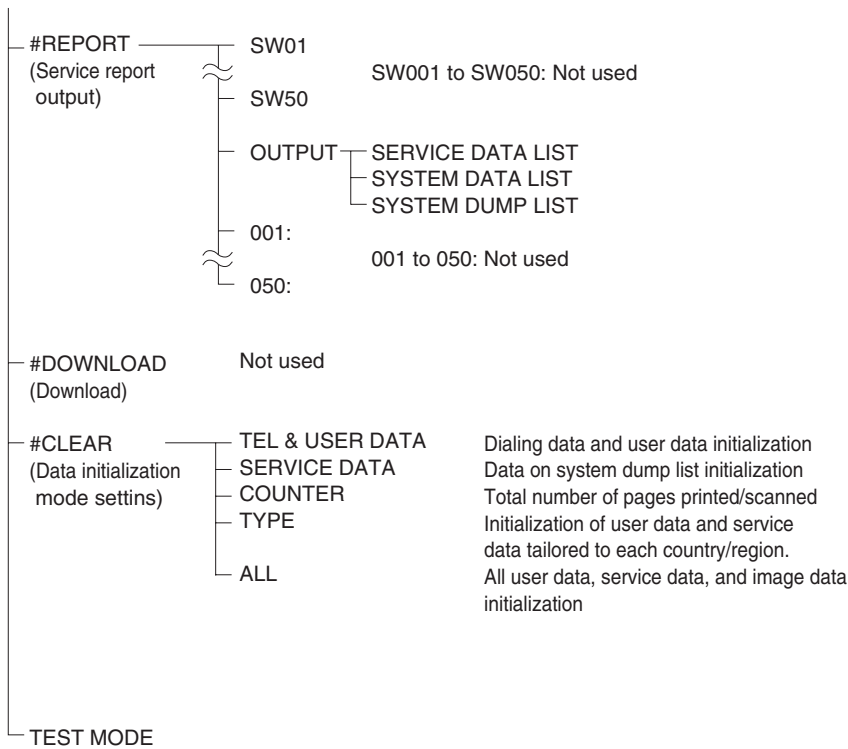 #REPORT SW01
(Service report
output)
SW001 to SW050: Not used
SW50
OUTPUT SERVICE DATA LIST
SYSTEM DATA LIST
SYSTEM DUMP LIST
001:
001 to 050: Not used
050:
#DOWNLOAD Not used
(Download)
#CLEAR TEL & USER DATA Dialing data and user data initialization
(Data initialization SERVICE DATA Data on system dump list initialization
mode settins) COUNTER Total number of pages printed/scanned
TYPE Initialization of user data and service
data tailored to each country/region.
ALL All user data, service data, and image data
initialization
TEST MODE